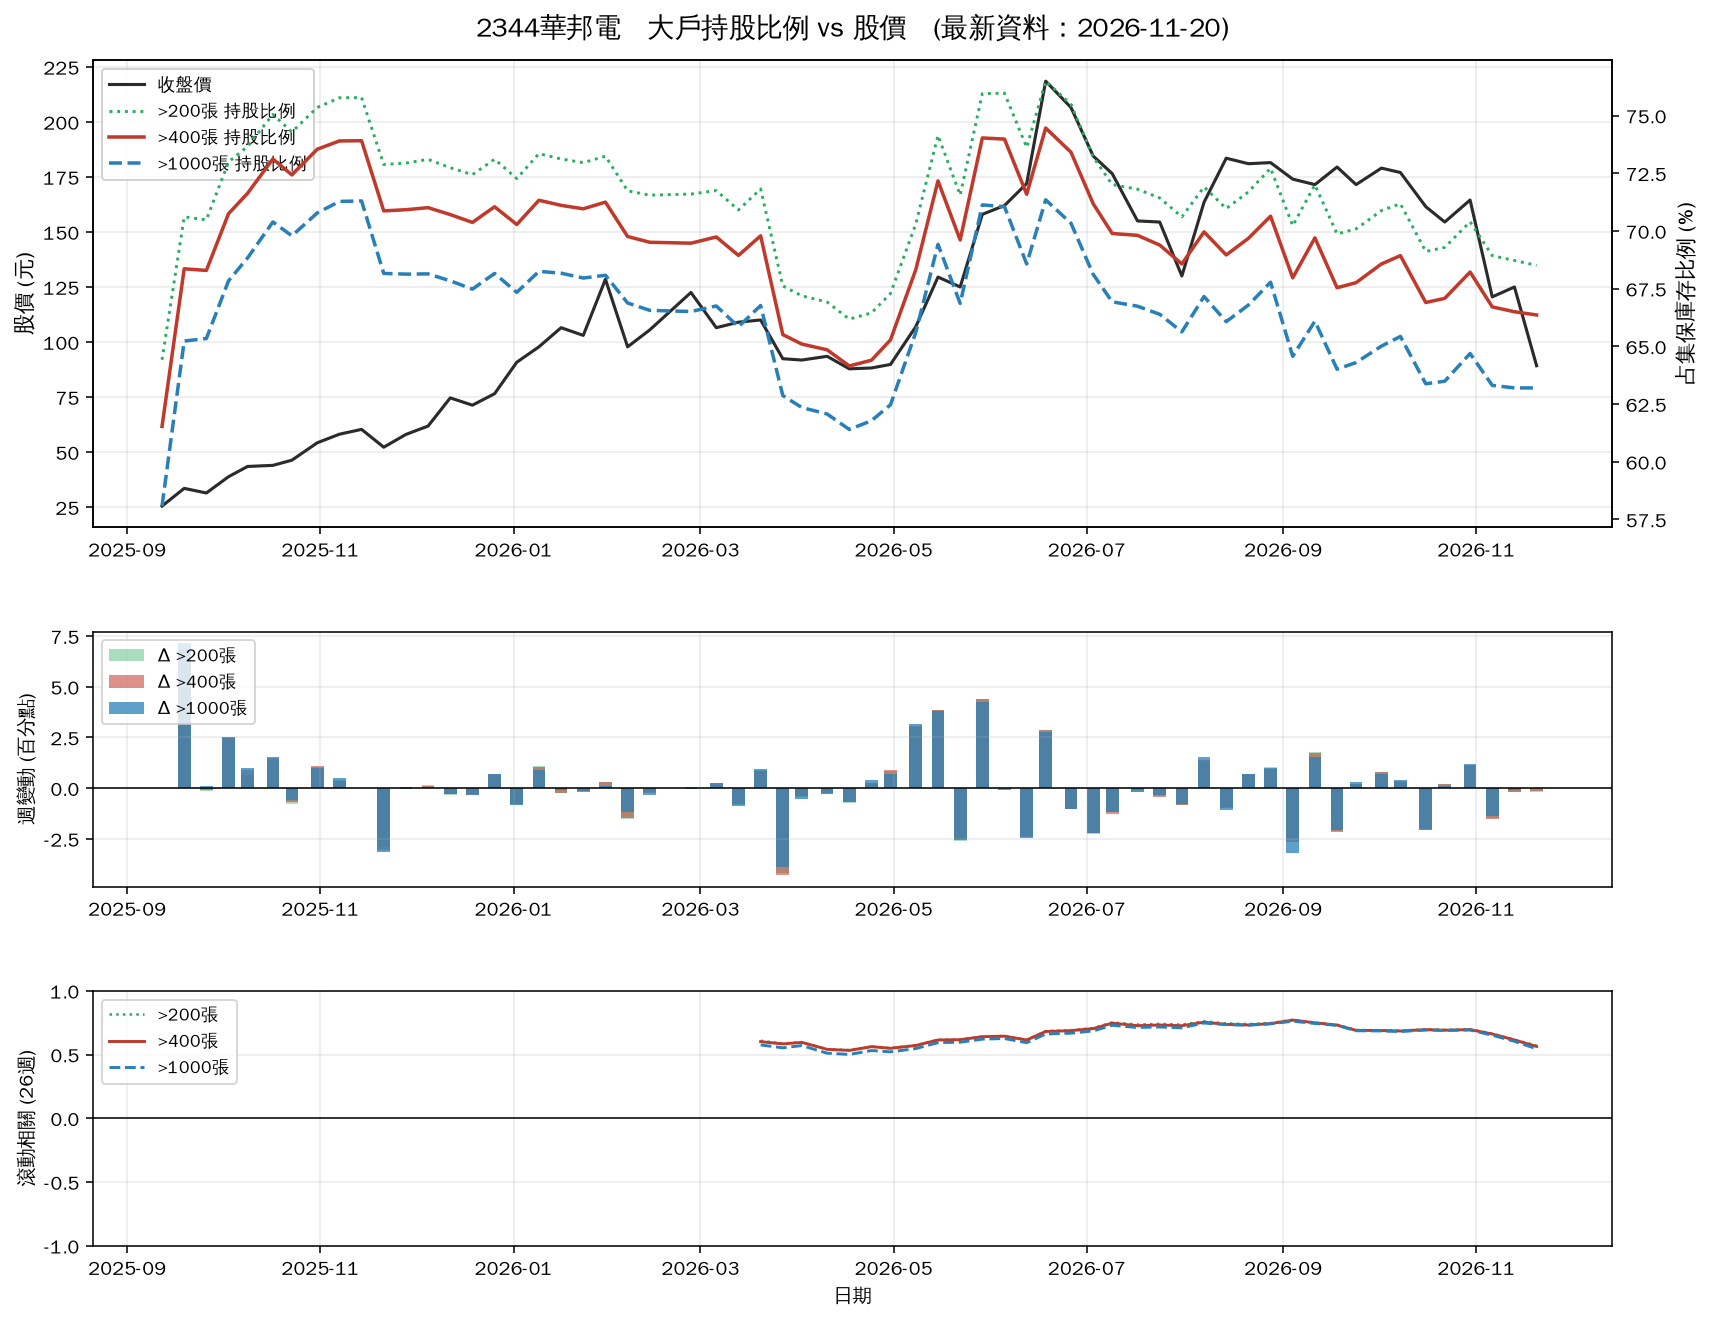 2344華邦電　大戶持股比例 vs 股價　(最新資料：2026-11-20)
股價 (元)
225
200
175
150
125
100
75
50
25
收盤價
>200張 持股比例
>400張 持股比例
>1000張 持股比例
占集保庫存比例 (%)
75.0
72.5
70.0
67.5
65.0
62.5
60.0
57.5
2025-09 2025-11 2026-01 2026-03 2026-05 2026-07 2026-09 2026-11
週變動 (百分點)
7.5
5.0
2.5
0.0
-2.5
Δ >200張
Δ >400張
Δ >1000張
2025-09 2025-11 2026-01 2026-03 2026-05 2026-07 2026-09 2026-11
滾動相關 (26週)
1.0
0.5
0.0
-0.5
-1.0
>200張
>400張
>1000張
2025-09 2025-11 2026-01 2026-03 2026-05 2026-07 2026-09 2026-11
日期